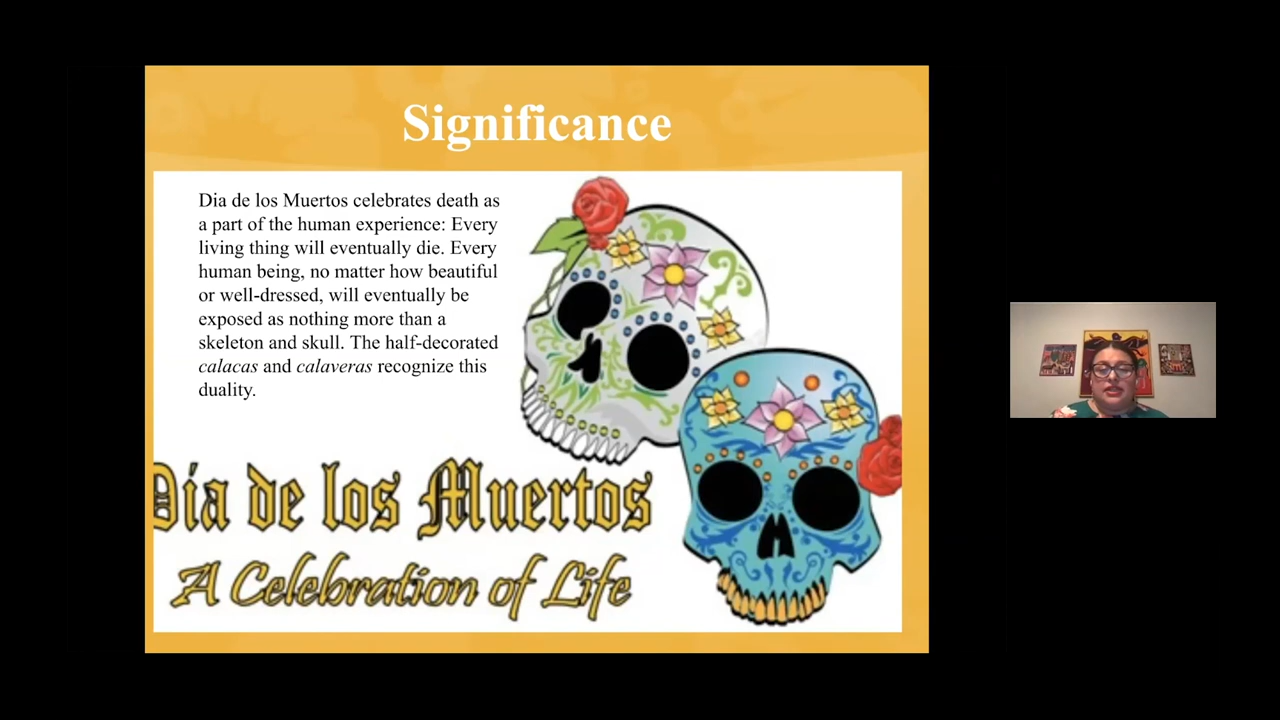 Significance
Dia de los Muertos celebrates death as
a part of the human experience: Every
living thing will eventually die. Every
human being, no matter how beautiful
or well-dressed, will eventually be
exposed as nothing more than a
skeleton and skull. The half-decorated
calacas and calaveras recognize this
duality.
Día de los Muertos
A Celebration of Life